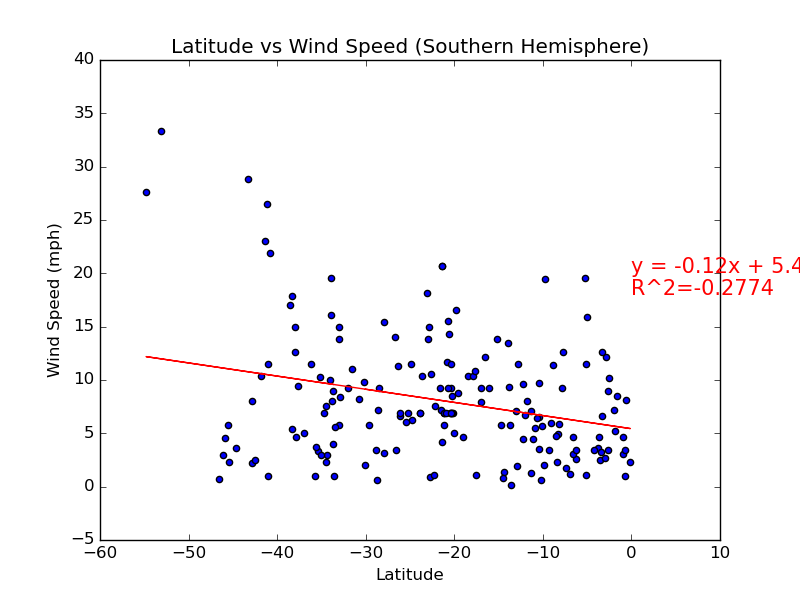 Latitude vs Wind Speed (Southern Hemisphere)
40
35
30
25
20
15
10
5
0
−5
Wind Speed (mph)
y = -0.12x + 5.4
R^2=-0.2774
−60 −50 −40 −30 −20 −10 0 10
Latitude